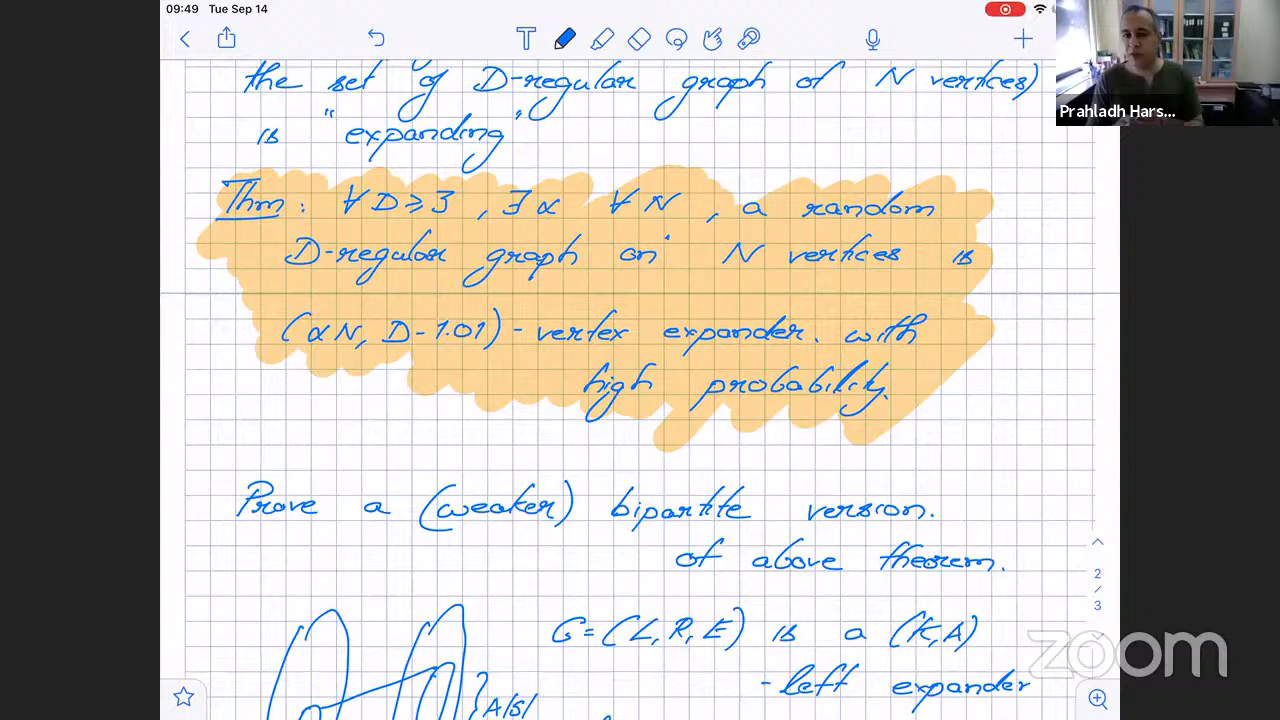 09:49 Tue Sep 14
the set of D-regular graph of N vertices)
is "expanding"
Thm: ∀ D ≥ 3, ∃ α ∀ N, a random
D-regular graph on N vertices is
(αN, D-1.01)-vertex expander. with
high probability.
Prove a (weaker) bipartite version.
of above theorem.
G = (L, R, E) is a (K, A)
-left expander
A|S|
Prahladh Hars...
2
/
3
zoom